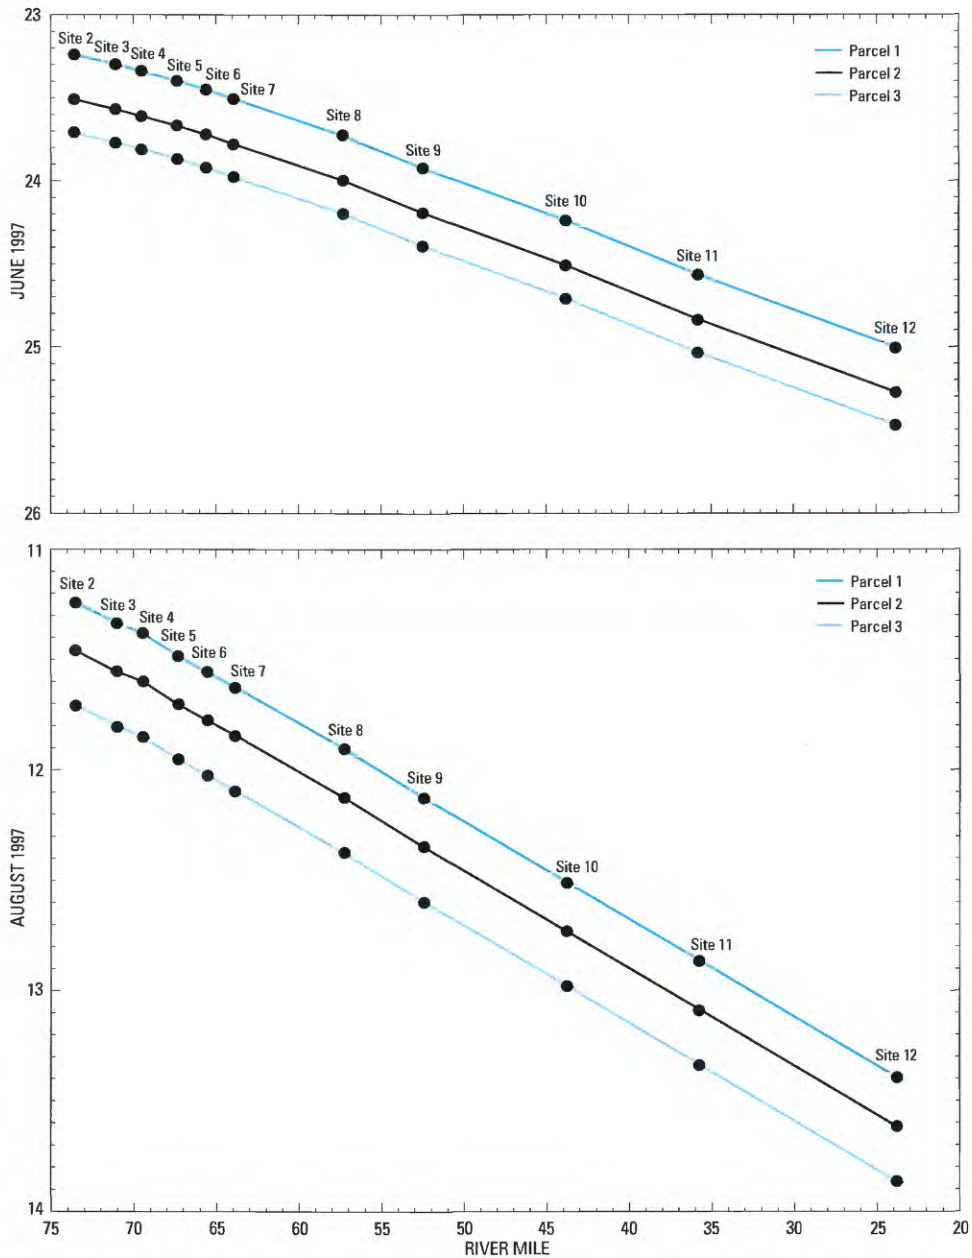 23
Site 2
Site 3
Site 4
Site 5
Site 6
Site 7
Site 8
Site 9
Site 10
Site 11
Site 12
Parcel 1
Parcel 2
Parcel 3
24
25
26
JUNE 1997
11
Site 2
Site 3
Site 4
Site 5
Site 6
Site 7
Site 8
Site 9
Site 10
Site 11
Site 12
Parcel 1
Parcel 2
Parcel 3
12
13
14
AUGUST 1997
75 70 65 60 55 50 45 40 35 30 25 20
RIVER MILE